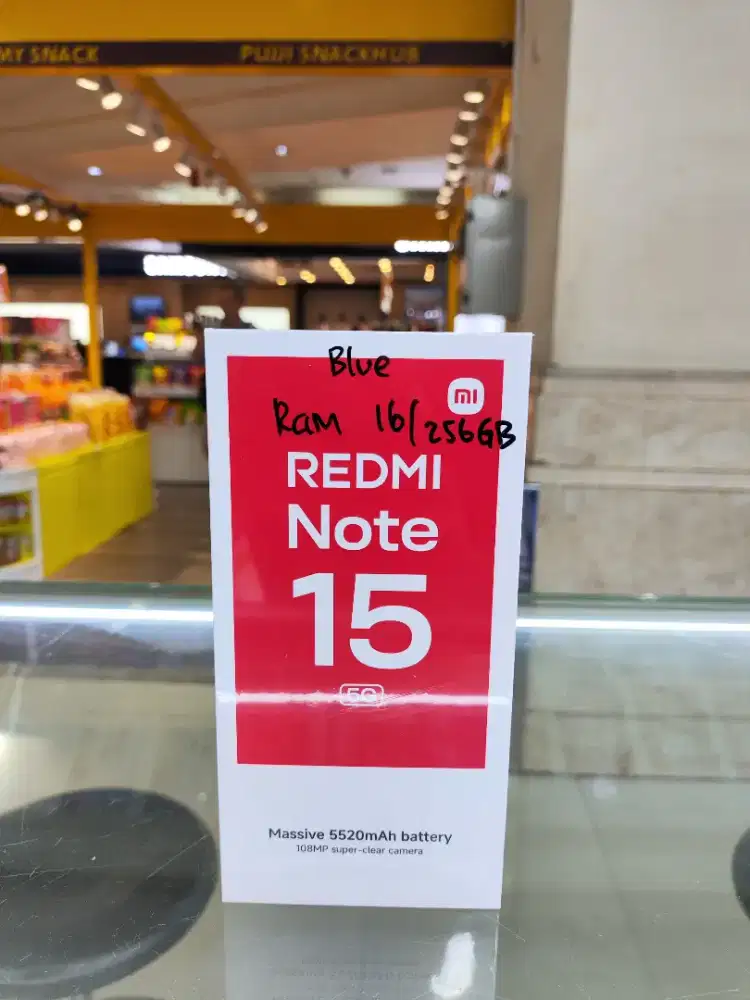 MY SNACK
PUJI SNACKHUB
Blue
mi
Ram 16/256GB
REDMI
Note
15
5G
Massive 5520mAh battery
108MP super-clear camera